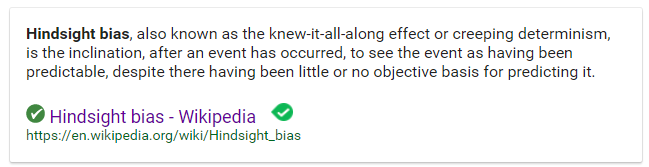 Hindsight bias, also known as the knew-it-all-along effect or creeping determinism,
is the inclination, after an event has occurred, to see the event as having been
predictable, despite there having been little or no objective basis for predicting it.
Hindsight bias - Wikipedia
https://en.wikipedia.org/wiki/Hindsight_bias